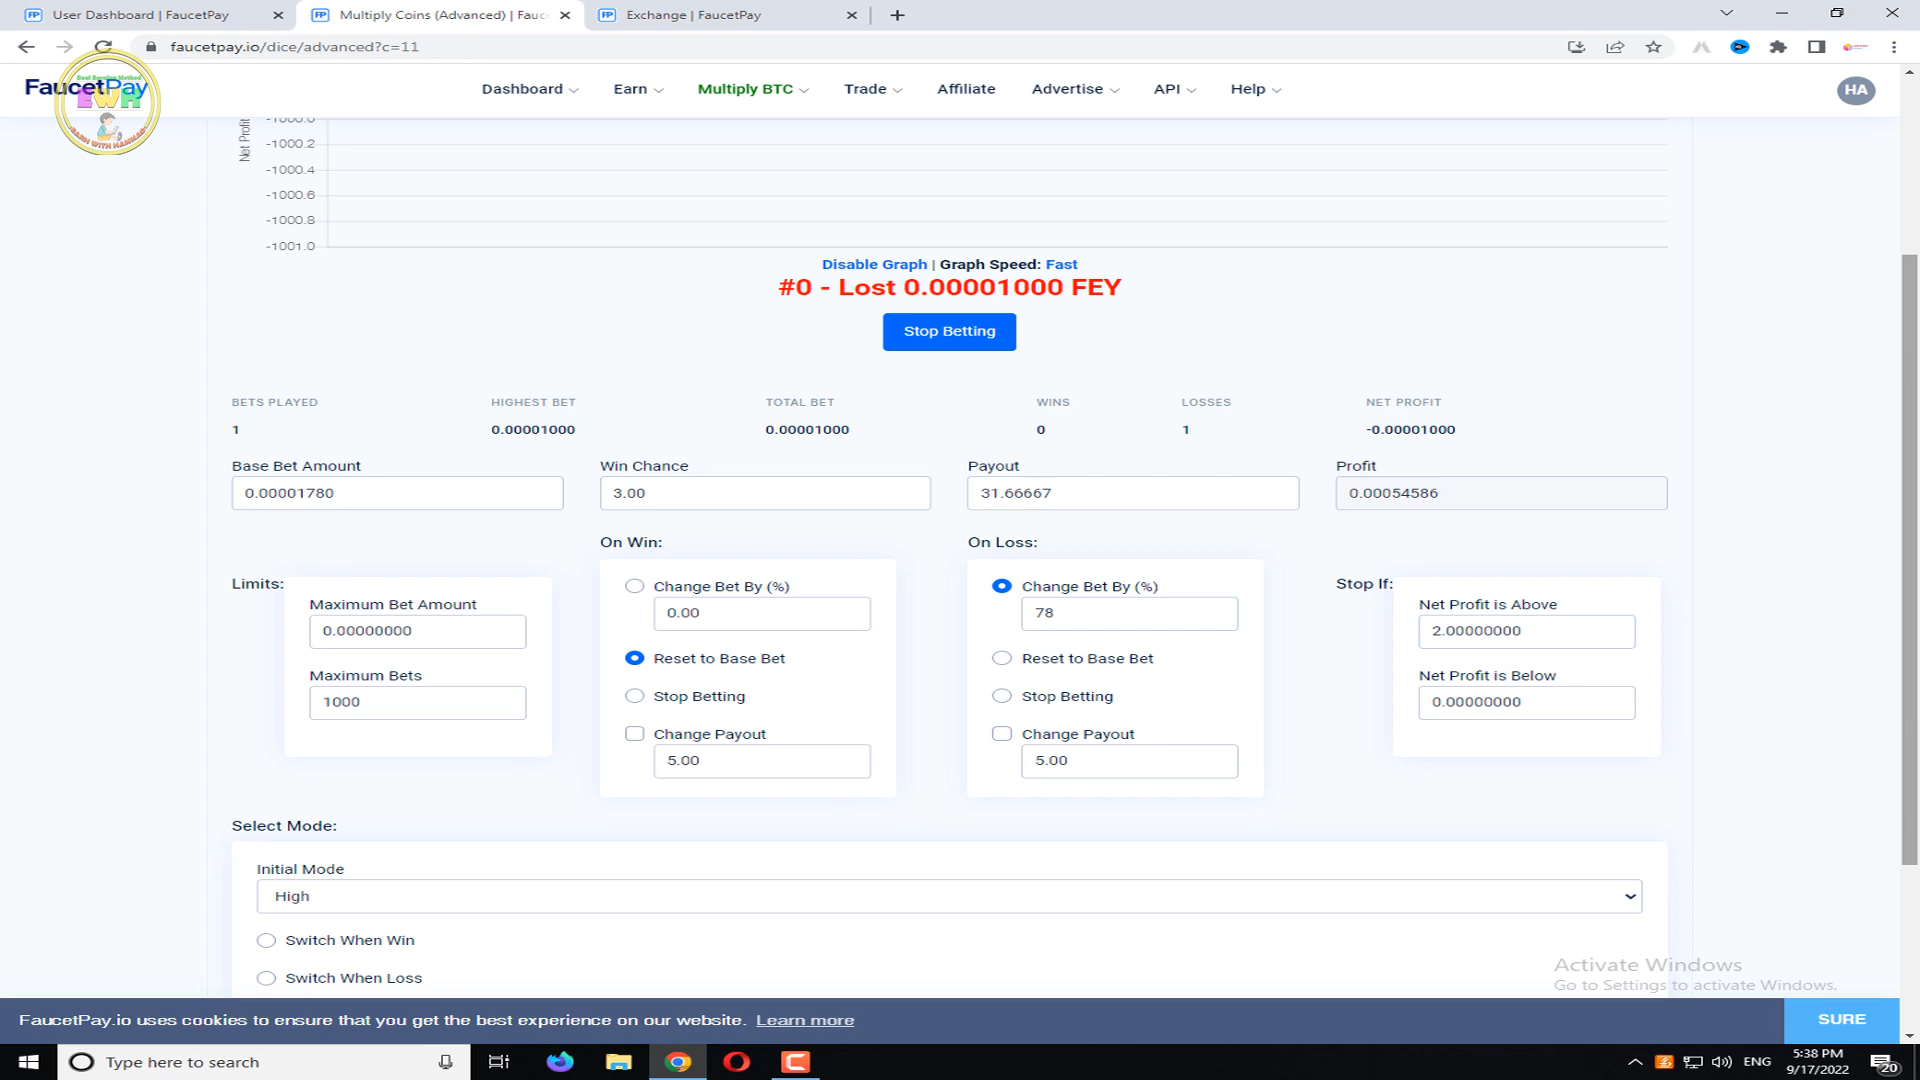 User Dashboard | FaucetPay
Multiply Coins (Advanced) | Fauc
Exchange | FaucetPay
faucetpay.io/dice/advanced?c=11
FaucetPay
Real Earning Method
EWH
EARN WITH HAMMAD
Dashboard
Earn
Multiply BTC
Trade
Affiliate
Advertise
API
Help
HA
Net Profit
-1000.0
-1000.2
-1000.4
-1000.6
-1000.8
-1001.0
Disable Graph | Graph Speed: Fast
#0 - Lost 0.00001000 FEY
Stop Betting
BETS PLAYED HIGHEST BET TOTAL BET WINS LOSSES NET PROFIT
1 0.00001000 0.00001000 0 1 -0.00001000
Base Bet Amount Win Chance Payout Profit
0.00001780 3.00 31.66667 0.00054586
Limits:
Maximum Bet Amount
0.00000000
Maximum Bets
1000
On Win:
Change Bet By (%)
0.00
Reset to Base Bet
Stop Betting
Change Payout
5.00
On Loss:
Change Bet By (%)
78
Reset to Base Bet
Stop Betting
Change Payout
5.00
Stop If:
Net Profit is Above
2.00000000
Net Profit is Below
0.00000000
Select Mode:
Initial Mode
High
Switch When Win
Switch When Loss
Activate Windows
Go to Settings to activate Windows.
FaucetPay.io uses cookies to ensure that you get the best experience on our website. Learn more
SURE
Type here to search
ENG
5:38 PM
9/17/2022
20